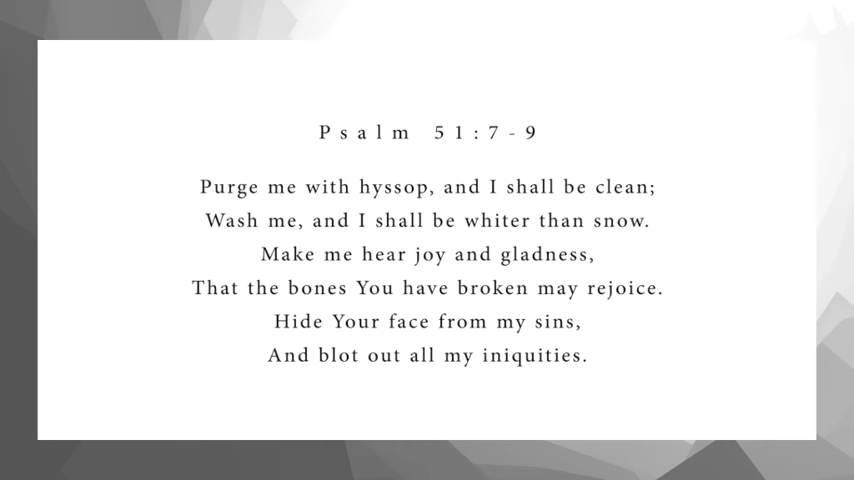 Psalm 51:7-9
Purge me with hyssop, and I shall be clean;
Wash me, and I shall be whiter than snow.
Make me hear joy and gladness,
That the bones You have broken may rejoice.
Hide Your face from my sins,
And blot out all my iniquities.